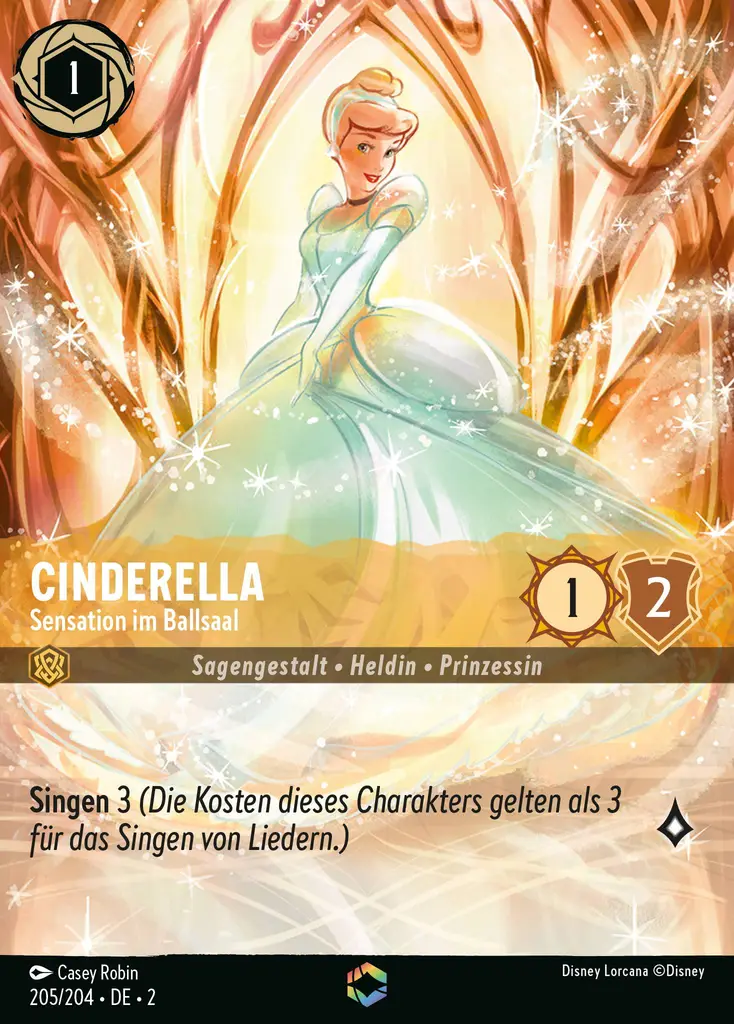 1
CINDERELLA
Sensation im Ballsaal
1
2
Sagengestalt • Heldin • Prinzessin
Singen 3 (Die Kosten dieses Charakters gelten als 3
für das Singen von Liedern.)
Casey Robin
Disney Lorcana ©Disney
205/204 • DE • 2